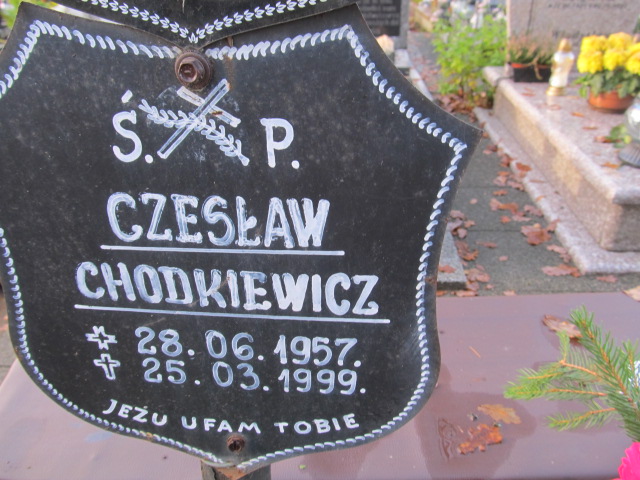 Ś. P.
CZESŁAW
CHODKIEWICZ
28.06.1957.
25.03.1999.
JEZU UFAM TOBIE